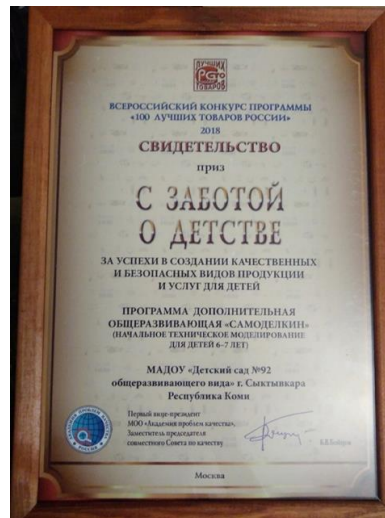 ЛУЧШИХ
СТО
ТОВАРОВ
ВСЕРОССИЙСКИЙ КОНКУРС ПРОГРАММЫ
«100 ЛУЧШИХ ТОВАРОВ РОССИИ»
2018
СВИДЕТЕЛЬСТВО
приз
С ЗАБОТОЙ
О ДЕТСТВЕ
ЗА УСПЕХИ В СОЗДАНИИ КАЧЕСТВЕННЫХ
И БЕЗОПАСНЫХ ВИДОВ ПРОДУКЦИИ
И УСЛУГ ДЛЯ ДЕТЕЙ
ПРОГРАММА ДОПОЛНИТЕЛЬНАЯ
ОБЩЕРАЗВИВАЮЩАЯ «САМОДЕЛКИН»
(НАЧАЛЬНОЕ ТЕХНИЧЕСКОЕ МОДЕЛИРОВАНИЕ
ДЛЯ ДЕТЕЙ 6–7 ЛЕТ)
МАДОУ «Детский сад №92
общеразвивающего вида» г. Сыктывкара
Республика Коми
Первый вице-президент
МОО «Академия проблем качества»,
Заместитель председателя
совместного Совета по качеству
Москва